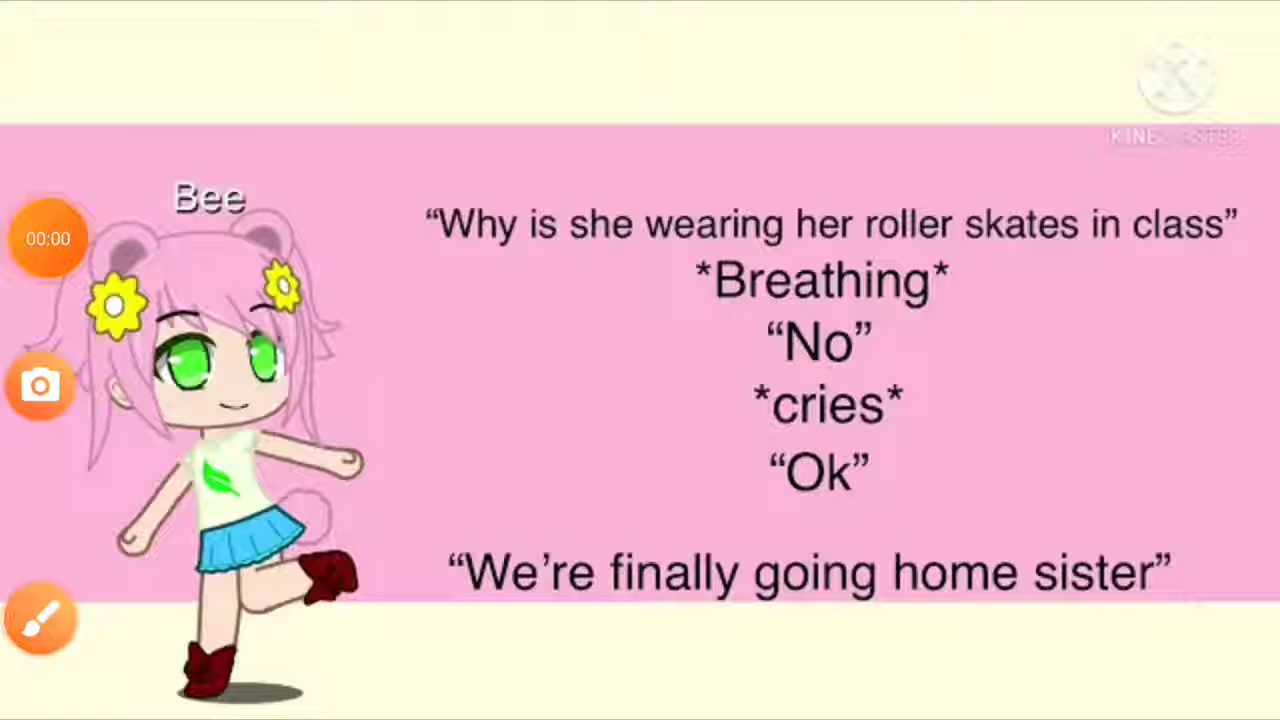 KINEMASTER
Bee
00:00
“Why is she wearing her roller skates in class”
*Breathing*
“No”
*cries*
“Ok”
“We’re finally going home sister”